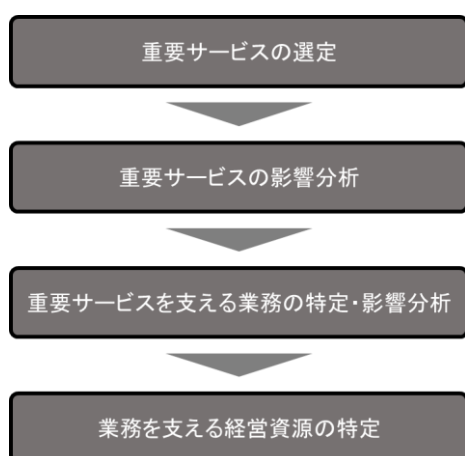 重要サービスの選定
重要サービスの影響分析
重要サービスを支える業務の特定・影響分析
業務を支える経営資源の特定